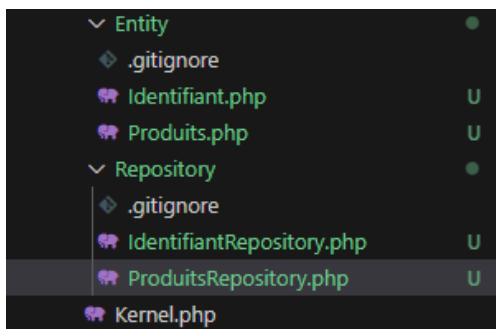 Entity
.gitignore
Identifiant.php U
Produits.php U
Repository
.gitignore
IdentifiantRepository.php U
ProduitsRepository.php U
Kernel.php